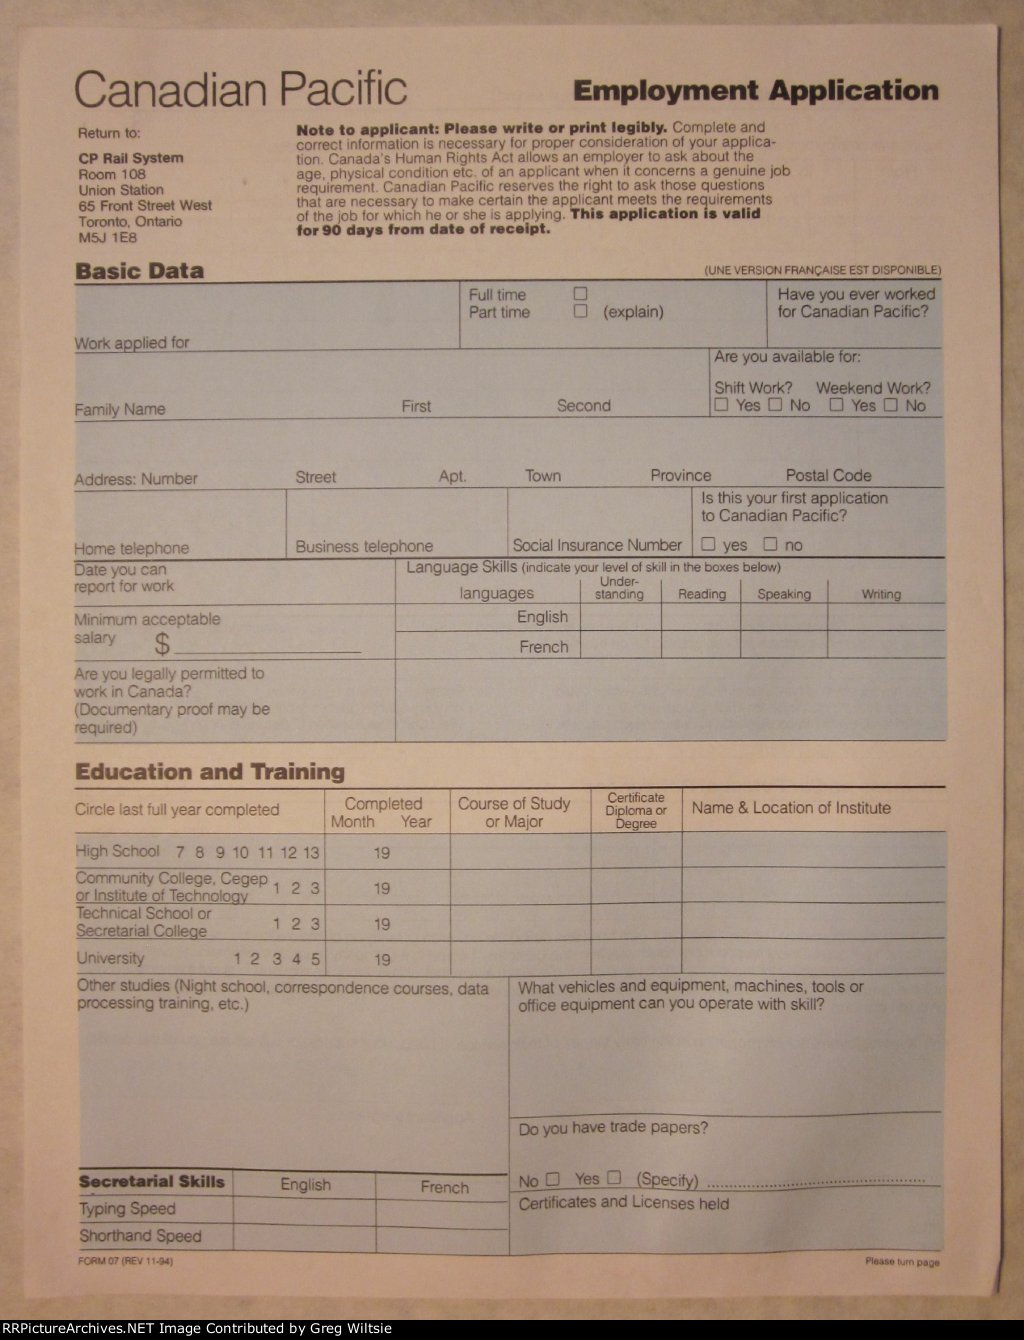 Canadian Pacific
Employment Application
Return to:
CP Rail System
Room 108
Union Station
65 Front Street West
Toronto, Ontario
M5J 1E8
Note to applicant: Please write or print legibly. Complete and
correct information is necessary for proper consideration of your applica-
tion. Canada's Human Rights Act allows an employer to ask about the
age, physical condition etc. of an applicant when it concerns a genuine job
requirement. Canadian Pacific reserves the right to ask those questions
that are necessary to make certain the applicant meets the requirements
of the job for which he or she is applying. This application is valid
for 90 days from date of receipt.
Basic Data
(UNE VERSION FRANÇAISE EST DISPONIBLE)
Work applied for
Full time
Part time (explain)
Have you ever worked
for Canadian Pacific?
Family Name First Second
Are you available for:
Shift Work? Weekend Work?
Yes No Yes No
Address: Number Street Apt. Town Province Postal Code
Home telephone
Business telephone
Social Insurance Number
Is this your first application
to Canadian Pacific?
yes no
Date you can
report for work
Language Skills (indicate your level of skill in the boxes below)
languages
Under-
standing
Reading
Speaking
Writing
English
French
Minimum acceptable
salary $
Are you legally permitted to
work in Canada?
(Documentary proof may be
required)
Education and Training
Circle last full year completed
Completed
Month Year
Course of Study
or Major
Certificate
Diploma or
Degree
Name & Location of Institute
High School 7 8 9 10 11 12 13 19
Community College, Cegep
or Institute of Technology 1 2 3 19
Technical School or
Secretarial College 1 2 3 19
University 1 2 3 4 5 19
Other studies (Night school, correspondence courses, data
processing training, etc.)
What vehicles and equipment, machines, tools or
office equipment can you operate with skill?
Do you have trade papers?
No Yes (Specify)
Certificates and Licenses held
Secretarial Skills English French
Typing Speed
Shorthand Speed
FORM 07 (REV 11-94)
Please turn page
RRPictureArchives.NET Image Contributed by Greg Wiltsie